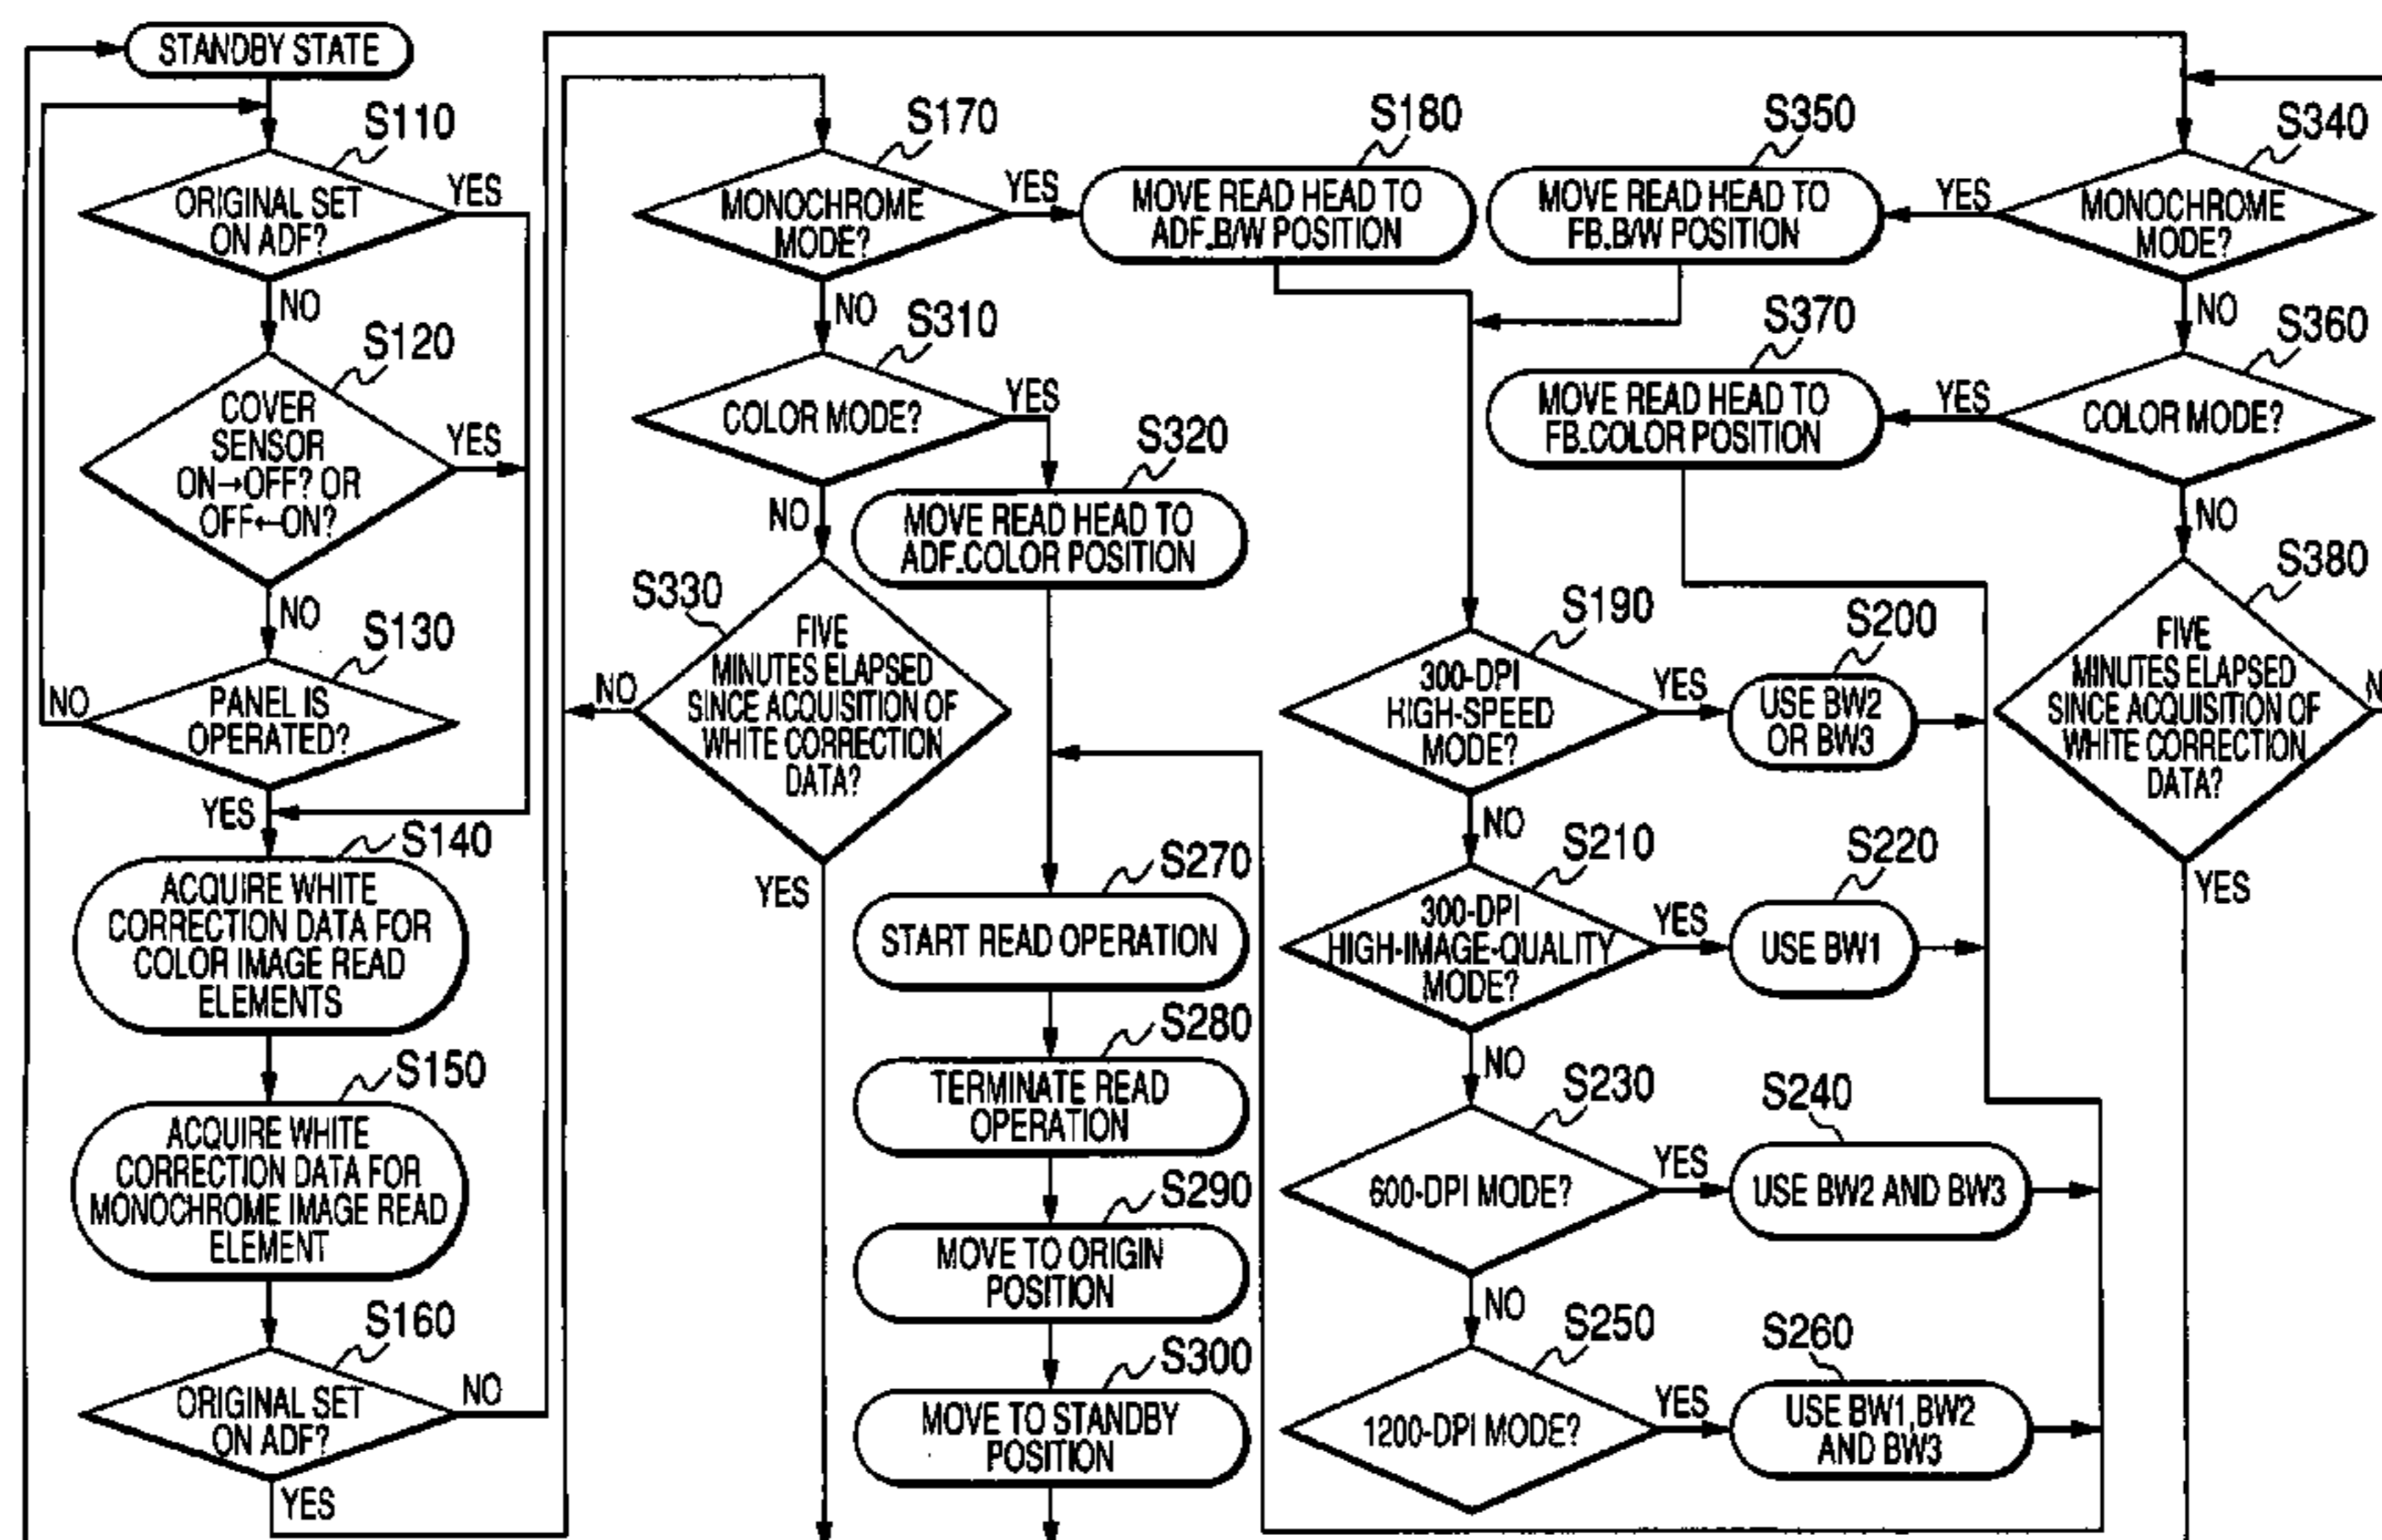 STANDBY STATE
S110
ORIGINAL SET
ON ADF?
YES
NO
S120
COVER
SENSOR
ON→OFF? OR
OFF←ON?
YES
NO
S130
PANEL IS
OPERATED?
NO
YES
S140
ACQUIRE WHITE
CORRECTION DATA FOR
COLOR IMAGE READ
ELEMENTS
S150
ACQUIRE WHITE
CORRECTION DATA FOR
MONOCHROME IMAGE READ
ELEMENT
S160
ORIGINAL SET
ON ADF?
NO
YES
S170
MONOCHROME
MODE?
YES
NO
S180
MOVE READ HEAD TO
ADF.B/W POSITION
S310
COLOR MODE?
YES
NO
S320
MOVE READ HEAD TO
ADF.COLOR POSITION
S330
FIVE
MINUTES ELAPSED
SINCE ACQUISITION OF
WHITE CORRECTION
DATA?
NO
YES
S270
START READ OPERATION
S280
TERMINATE READ
OPERATION
S290
MOVE TO ORIGIN
POSITION
S300
MOVE TO STANDBY
POSITION
S350
MOVE READ HEAD TO
FB.B/W POSITION
S370
MOVE READ HEAD TO
FB.COLOR POSITION
S190
300-DPI
HIGH-SPEED
MODE?
YES
NO
S200
USE BW2
OR BW3
S210
300-DPI
HIGH-IMAGE-QUALITY
MODE?
YES
NO
S220
USE BW1
S230
600-DPI MODE?
YES
NO
S240
USE BW2 AND BW3
S250
1200-DPI MODE?
YES
S260
USE BW1,BW2
AND BW3
S340
MONOCHROME
MODE?
YES
NO
S360
COLOR MODE?
YES
NO
S380
FIVE
MINUTES ELAPSED
SINCE ACQUISITION OF
WHITE CORRECTION
DATA?
YES